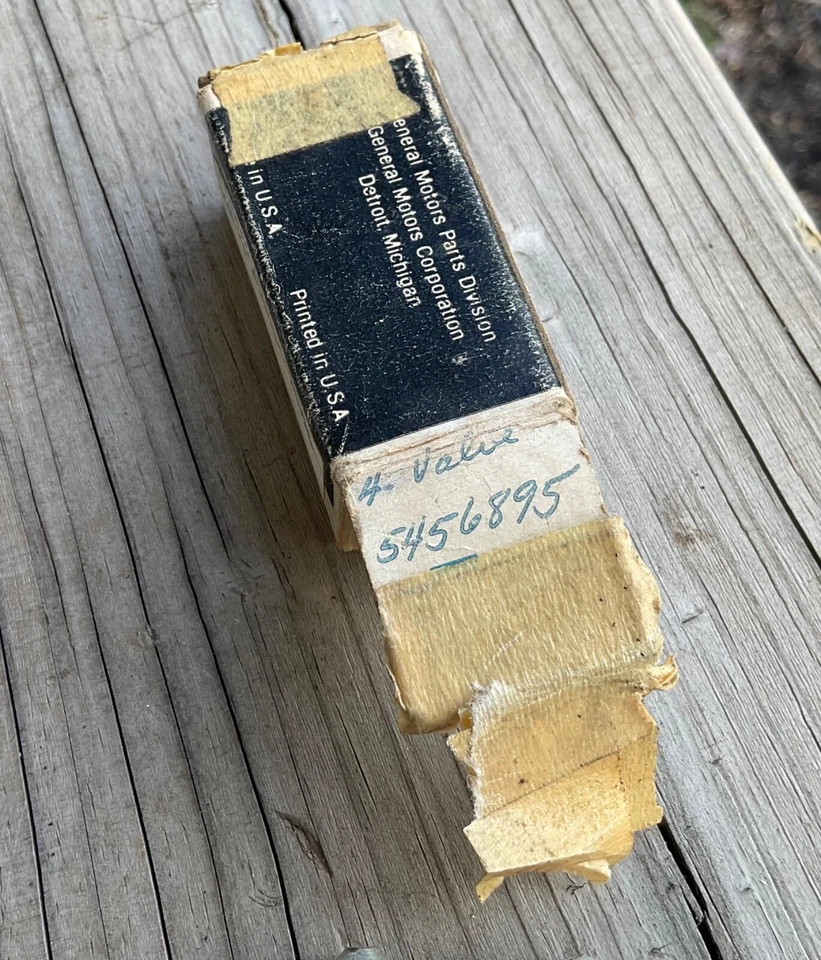 eneral Motors Parts Division
General Motors Corporation
Detroit, Michigan
in U.S.A.
Printed in U.S.A.
4- Valve
5456895